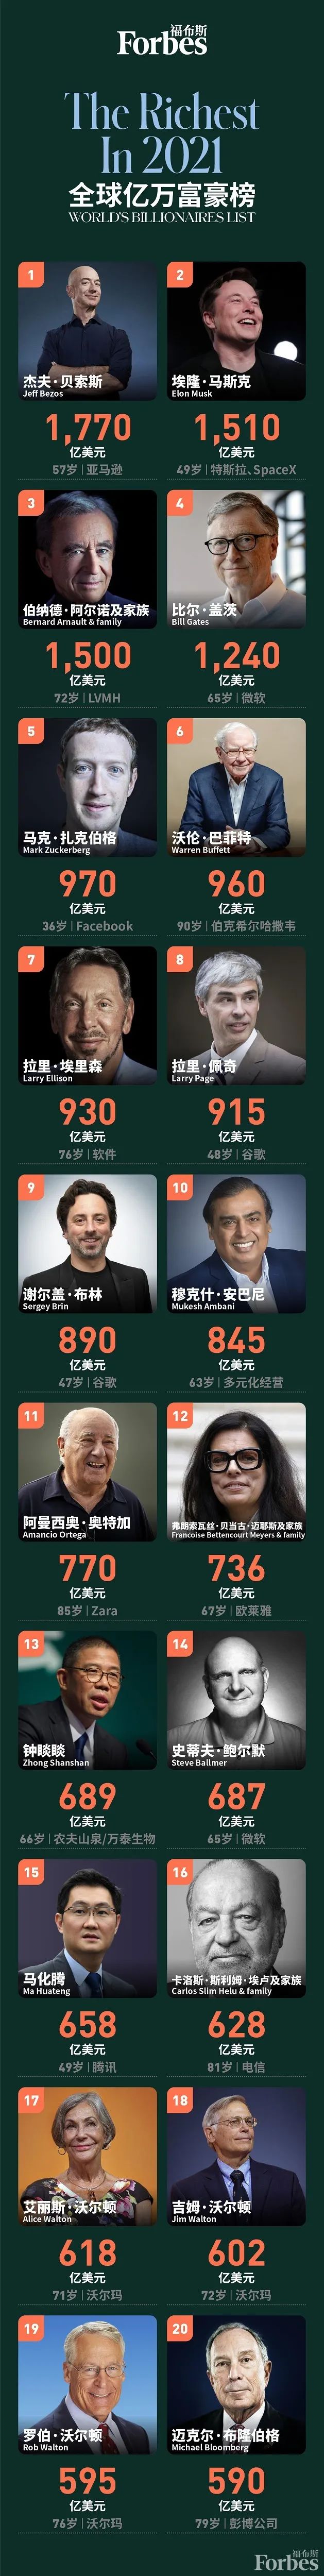 福布斯
Forbes
The Richest
In 2021
全球亿万富豪榜
WORLD'S BILLIONAIRES LIST
1
杰夫·贝索斯
Jeff Bezos
1,770
亿美元
57岁 | 亚马逊
2
埃隆·马斯克
Elon Musk
1,510
亿美元
49岁 | 特斯拉、SpaceX
3
伯纳德·阿尔诺及家族
Bernard Arnault & family
1,500
亿美元
72岁 | LVMH
4
比尔·盖茨
Bill Gates
1,240
亿美元
65岁 | 微软
5
马克·扎克伯格
Mark Zuckerberg
970
亿美元
36岁 | Facebook
6
沃伦·巴菲特
Warren Buffett
960
亿美元
90岁 | 伯克希尔哈撒韦
7
拉里·埃里森
Larry Ellison
930
亿美元
76岁 | 软件
8
拉里·佩奇
Larry Page
915
亿美元
48岁 | 谷歌
9
谢尔盖·布林
Sergey Brin
890
亿美元
47岁 | 谷歌
10
穆克什·安巴尼
Mukesh Ambani
845
亿美元
63岁 | 多元化经营
11
阿曼西奥·奥特加
Amancio Ortega
770
亿美元
85岁 | Zara
12
弗朗索瓦丝·贝当古·迈耶斯及家族
Francoise Bettencourt Meyers & family
736
亿美元
67岁 | 欧莱雅
13
钟睒睒
Zhong Shanshan
689
亿美元
66岁 | 农夫山泉/万泰生物
14
史蒂夫·鲍尔默
Steve Ballmer
687
亿美元
65岁 | 微软
15
马化腾
Ma Huateng
658
亿美元
49岁 | 腾讯
16
卡洛斯·斯利姆·埃卢及家族
Carlos Slim Helu & family
628
亿美元
81岁 | 电信
17
艾丽斯·沃尔顿
Alice Walton
618
亿美元
71岁 | 沃尔玛
18
吉姆·沃尔顿
Jim Walton
602
亿美元
72岁 | 沃尔玛
19
罗伯·沃尔顿
Rob Walton
595
亿美元
76岁 | 沃尔玛
20
迈克尔·布隆伯格
Michael Bloomberg
590
亿美元
79岁 | 彭博公司
福布斯
Forbes